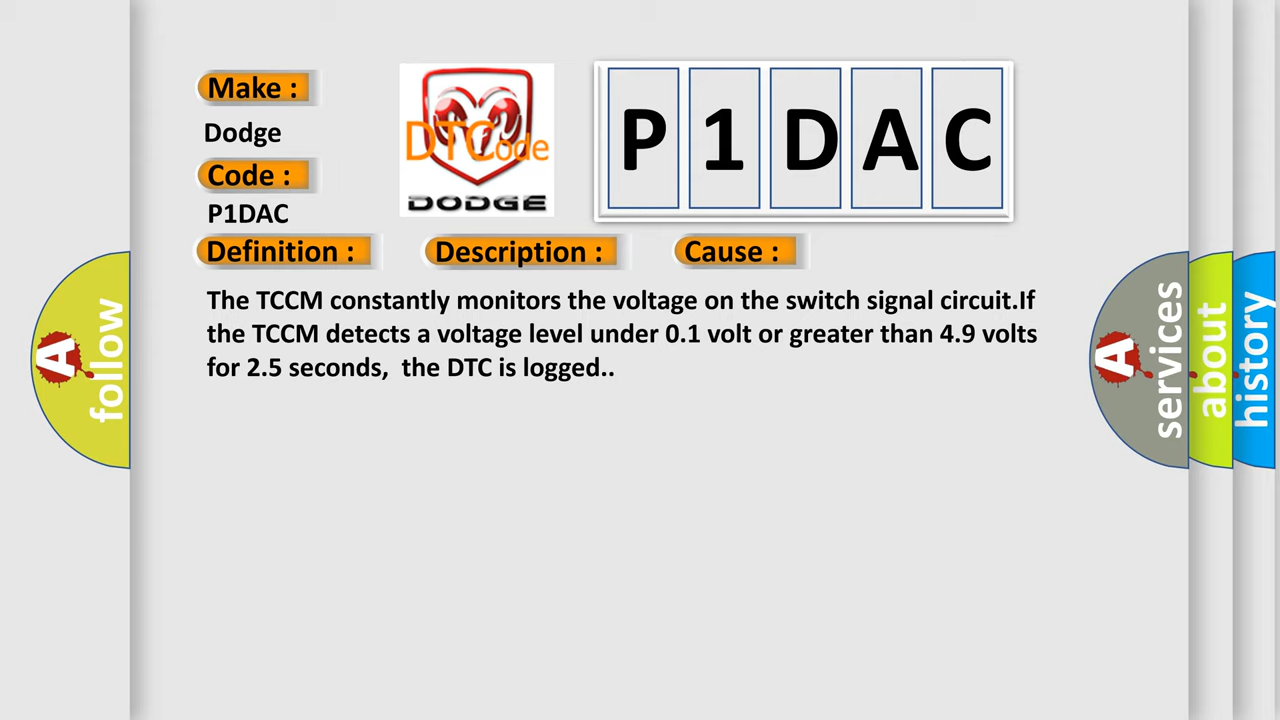 Make :
Dodge
Code :
P1DAC
DTCode
DODGE
P 1 D A C
Definition :
Description :
Cause :
The TCCM constantly monitors the voltage on the switch signal circuitIf
the TCCM detects a voltage level under 0.1 volt or greater than 4.9 volts
for 2.5 seconds,  the DTC is logged..
A follow
A services
about
history